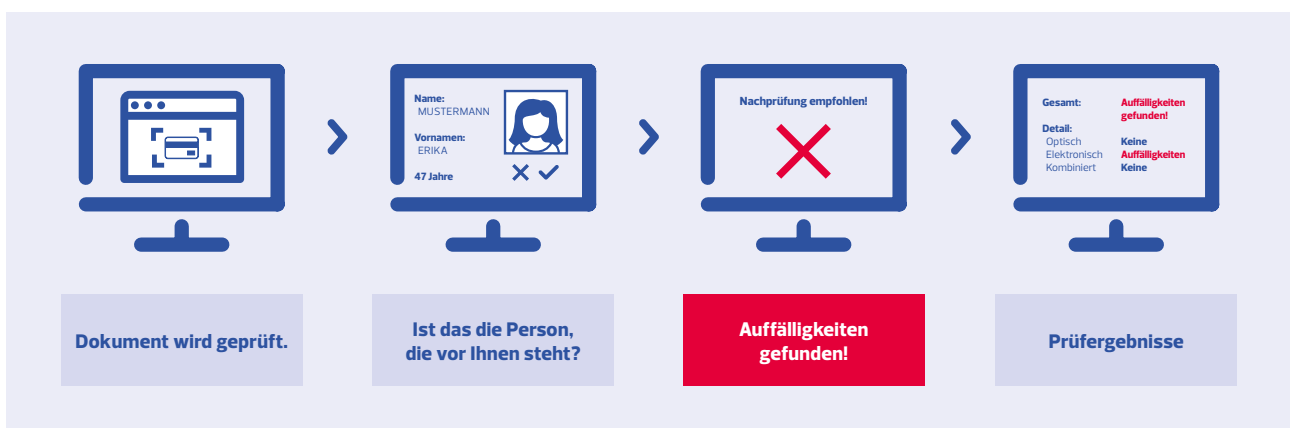 Name:
MUSTERMANN
Vornamen:
ERIKA
47 Jahre
Nachprüfung empfohlen!
Gesamt: Auffälligkeiten
gefunden!
Detail:
Optisch Keine
Elektronisch Auffälligkeiten
Kombiniert Keine
Dokument wird geprüft.
Ist das die Person,
die vor Ihnen steht?
Auffälligkeiten
gefunden!
Prüfergebnisse